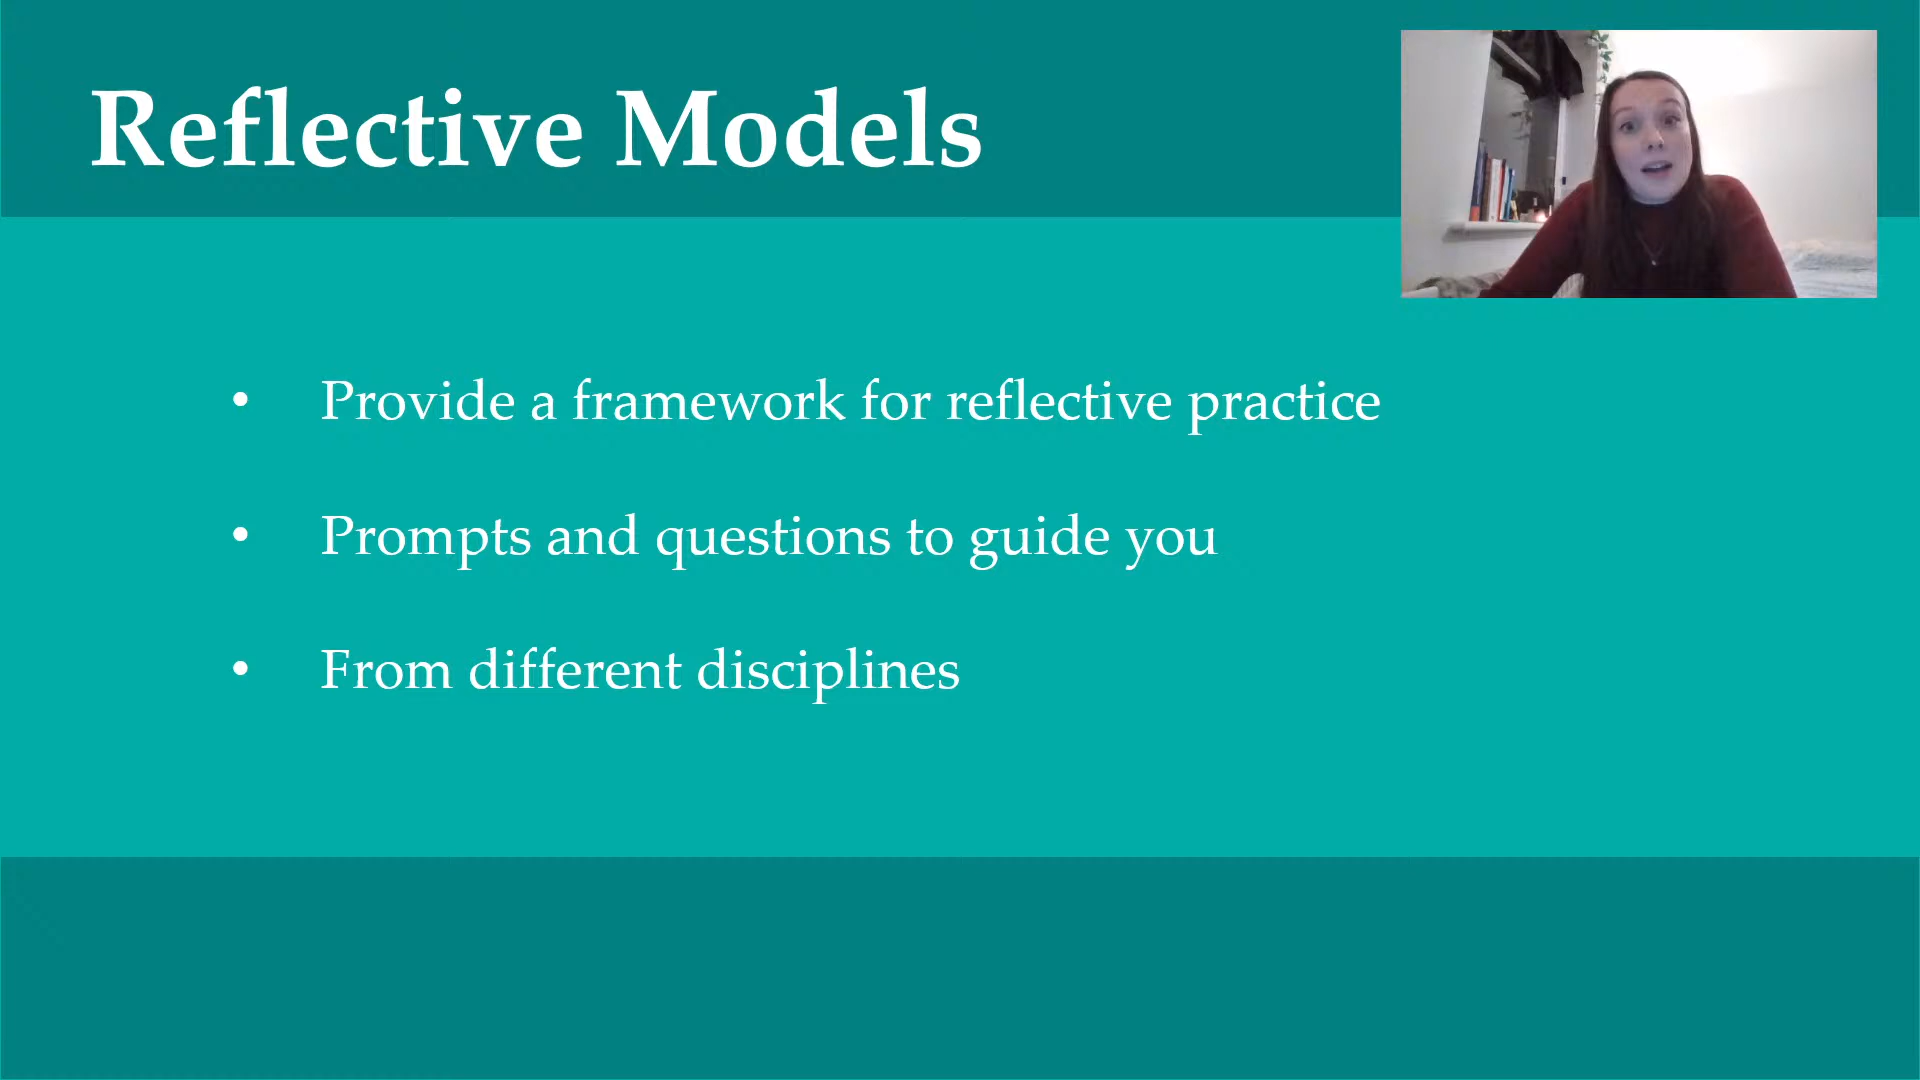 Reflective Models
• Provide a framework for reflective practice
• Prompts and questions to guide you
• From different disciplines